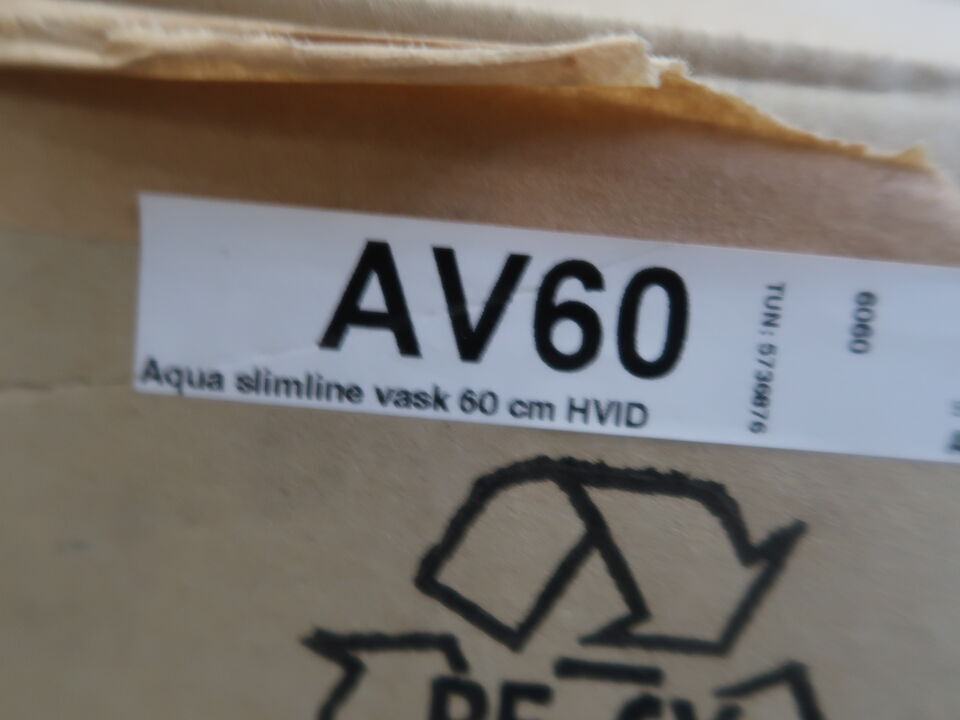 AV60
Aqua slimline vask 60 cm HVID
TUN: 5736876
6060